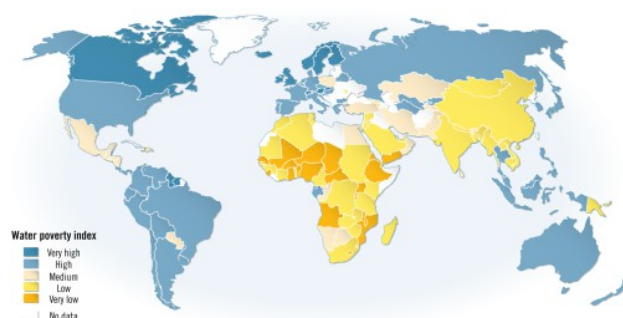 Water poverty index
Very high
High
Medium
Low
Very low
No data